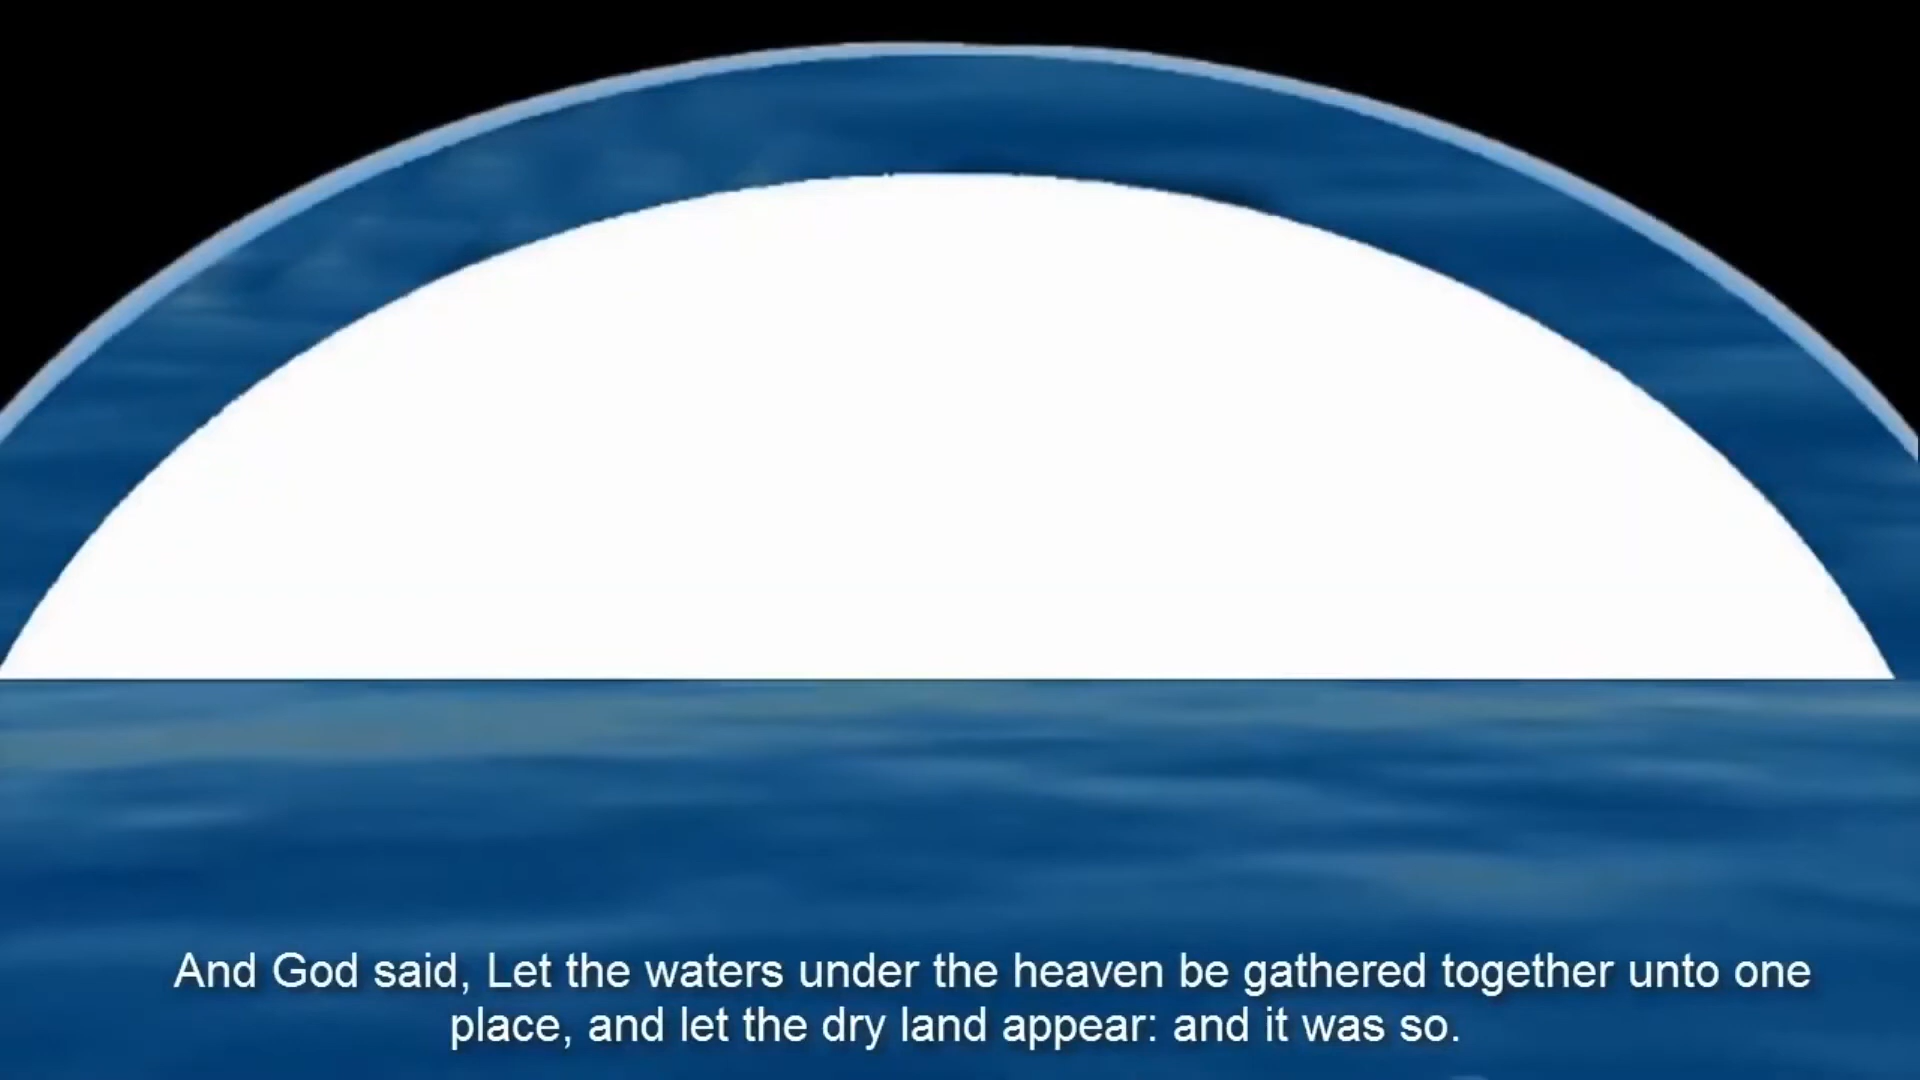 And God said, Let the waters under the heaven be gathered together unto one
place, and let the dry land appear: and it was so.